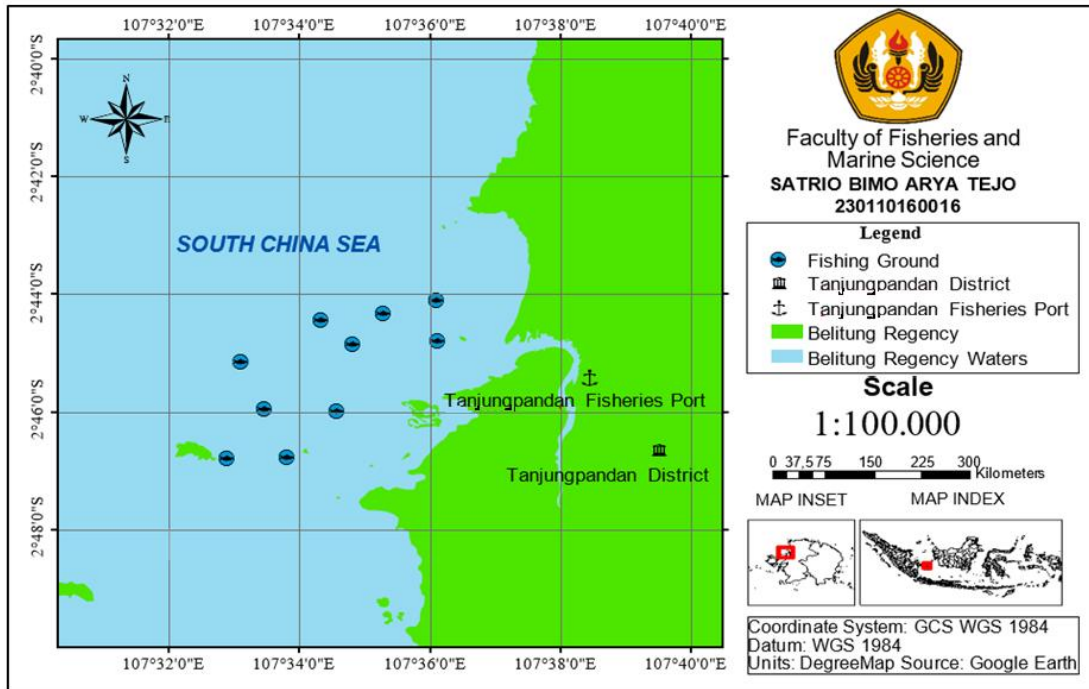 107°32'0"E 107°34'0"E 107°36'0"E 107°38'0"E 107°40'0"E
2°40'0"S
2°42'0"S
2°44'0"S
2°46'0"S
2°48'0"S
N
W E
S
SOUTH CHINA SEA
Tanjungpandan Fisheries Port
Tanjungpandan District
107°32'0"E 107°34'0"E 107°36'0"E 107°38'0"E 107°40'0"E
Faculty of Fisheries and
Marine Science
SATRIO BIMO ARYA TEJO
230110160016
Legend
Fishing Ground
Tanjungpandan District
Tanjungpandan Fisheries Port
Belitung Regency
Belitung Regency Waters
Scale
1:100.000
0 37,5 75 150 225 300
Kilometers
MAP INSET MAP INDEX
Coordinate System: GCS WGS 1984
Datum: WGS 1984
Units: DegreeMap Source: Google Earth